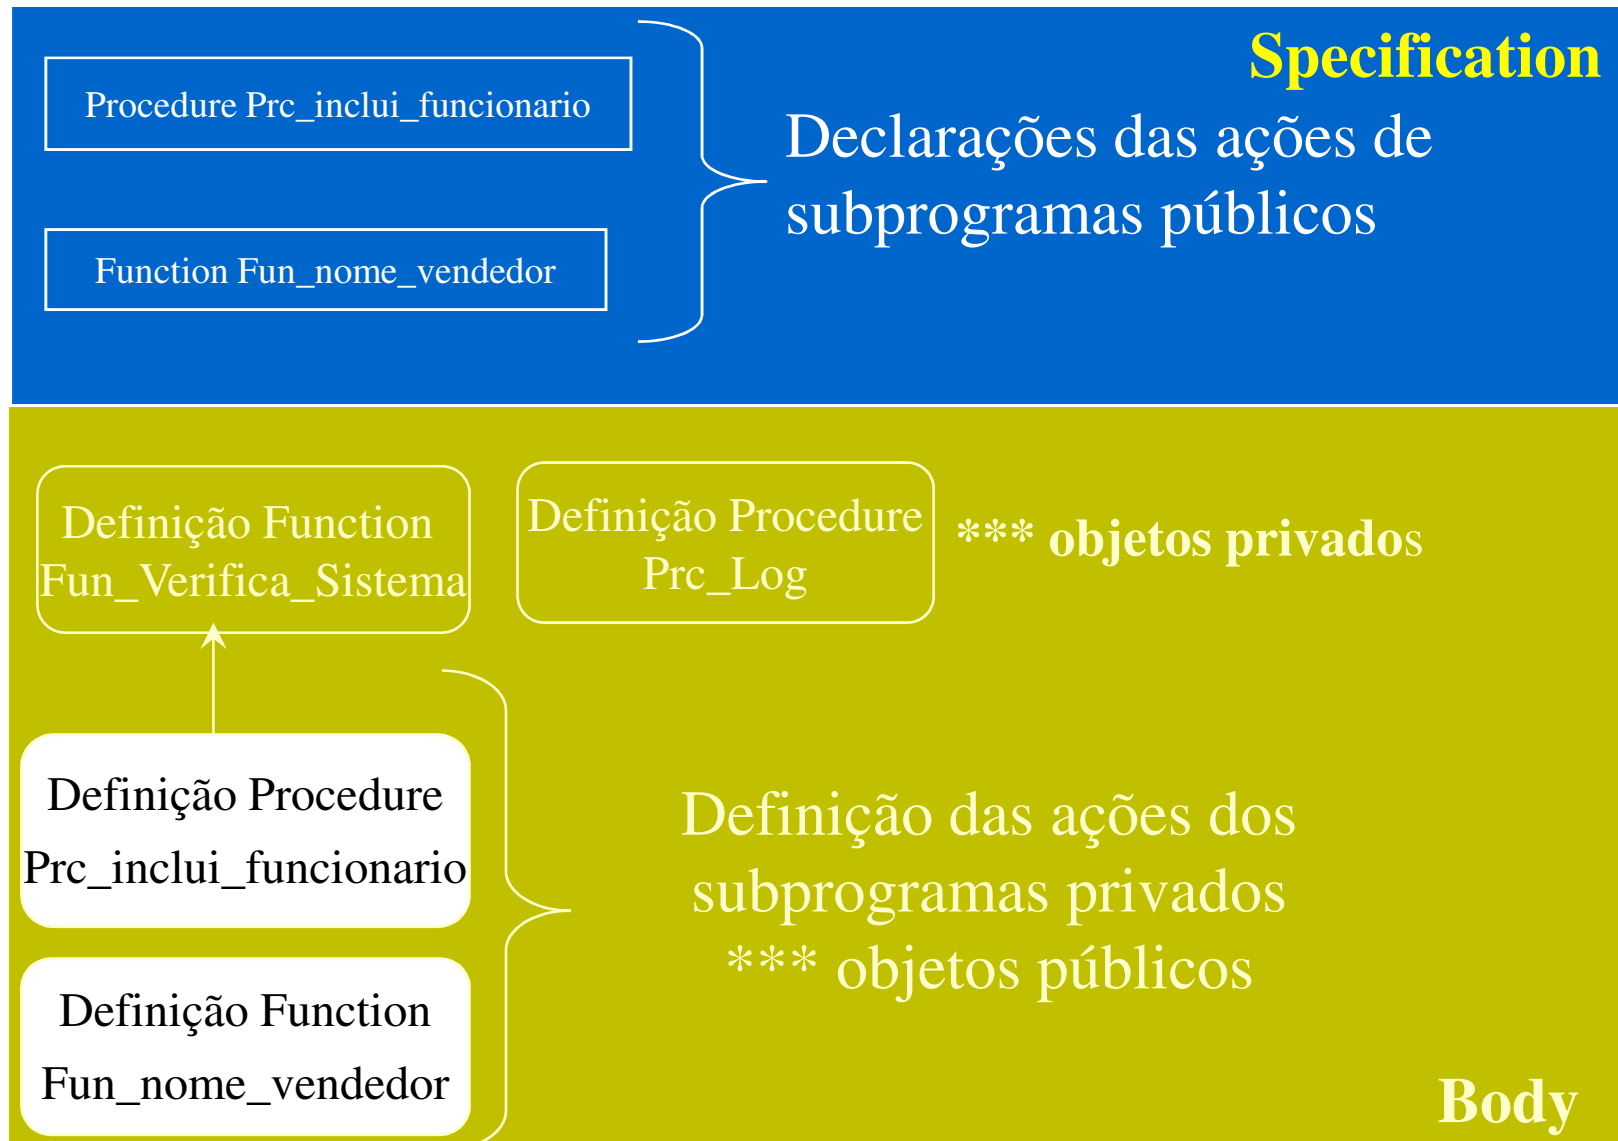 Specification
Procedure Prc_inclui_funcionario
Declarações das ações de
subprogramas públicos
Function Fun_nome_vendedor
Definição Function
Fun_Verifica_Sistema
Definição Procedure
Prc_Log
*** objetos privados
Definição Procedure
Prc_inclui_funcionario
Definição das ações dos
subprogramas privados
*** objetos públicos
Definição Function
Fun_nome_vendedor
Body